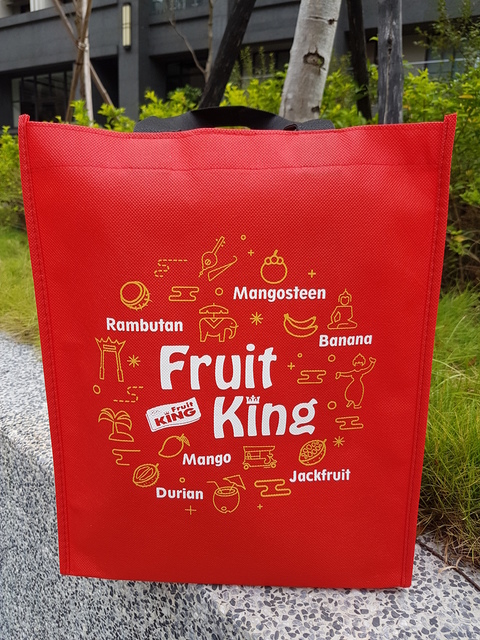 Mangosteen
Rambutan
Banana
Fruit
King
Fruit
KING
Mango
Jackfruit
Durian